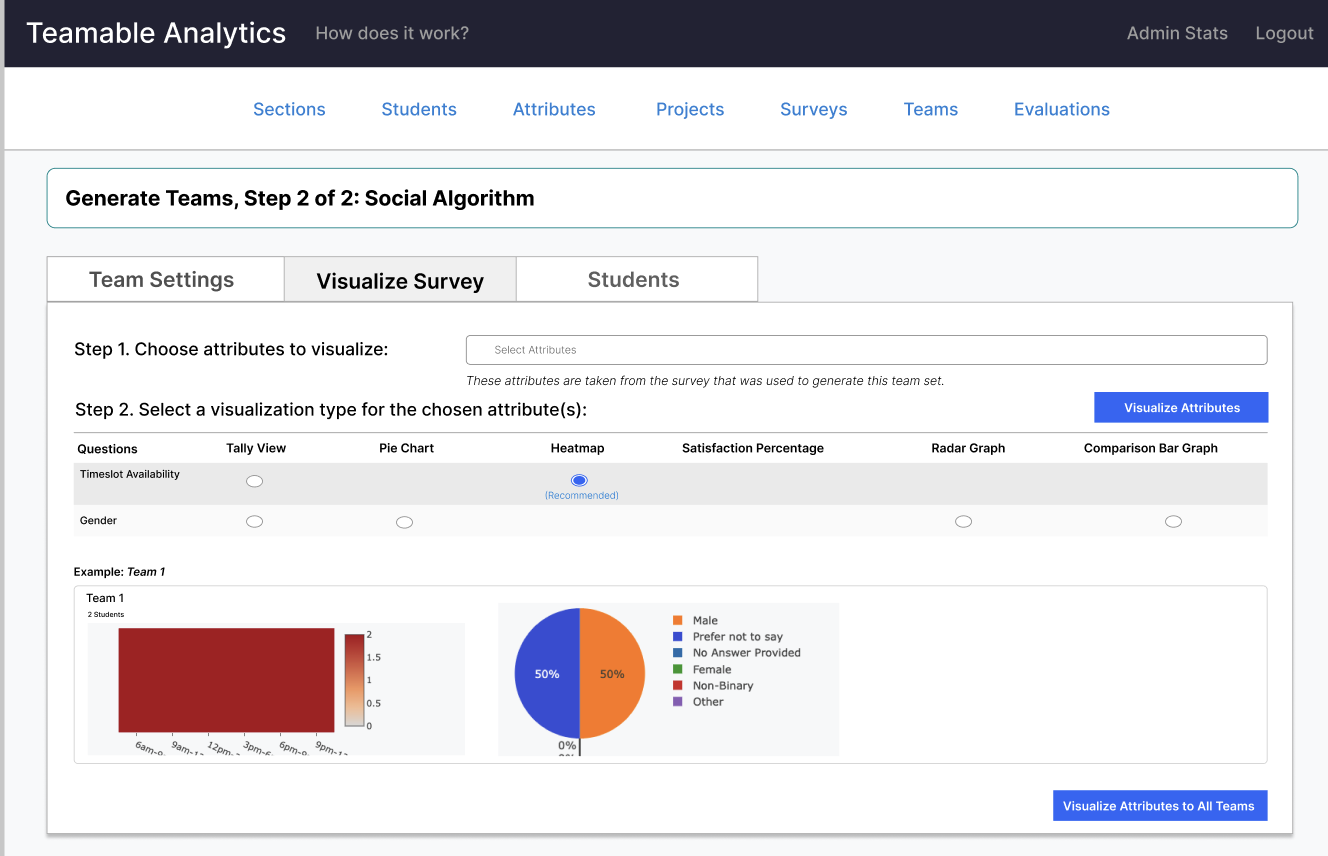 Teamable Analytics How does it work? Admin Stats Logout
Sections Students Attributes Projects Surveys Teams Evaluations
Generate Teams, Step 2 of 2: Social Algorithm
Team Settings Visualize Survey Students
Step 1. Choose attributes to visualize: Select Attributes
These attributes are taken from the survey that was used to generate this team set.
Step 2. Select a visualization type for the chosen attribute(s): Visualize Attributes
Questions Tally View Pie Chart Heatmap Satisfaction Percentage Radar Graph Comparison Bar Graph
Timeslot Availability
(Recommended)
Gender
Example: Team 1
Team 1
2 Students
2
1.5
1
0.5
0
6am-9 9am-1 12pm- 3pm-6 6pm-9 9pm-1
50% 50%
0%
Male
Prefer not to say
No Answer Provided
Female
Non-Binary
Other
Visualize Attributes to All Teams